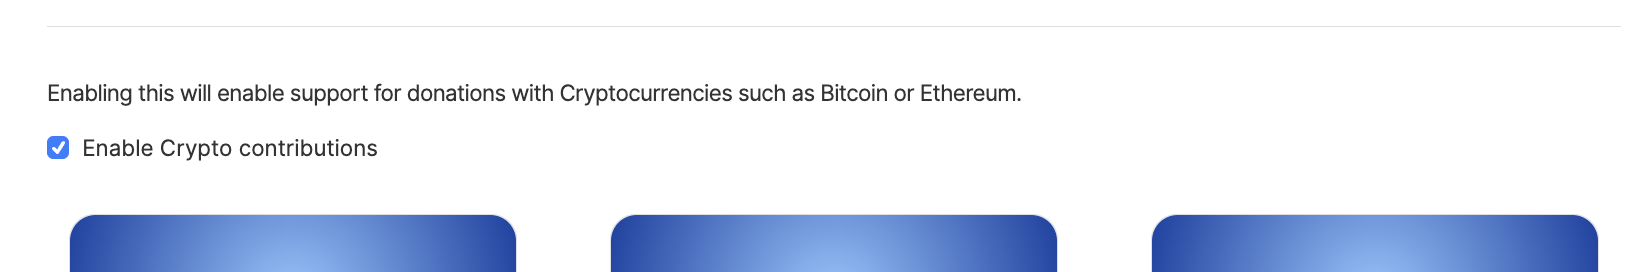 Enabling this will enable support for donations with Cryptocurrencies such as Bitcoin or Ethereum.
Enable Crypto contributions